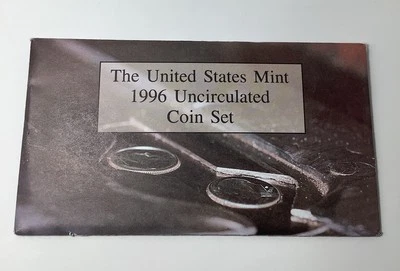 The United States Mint
1996 Uncirculated
Coin Set